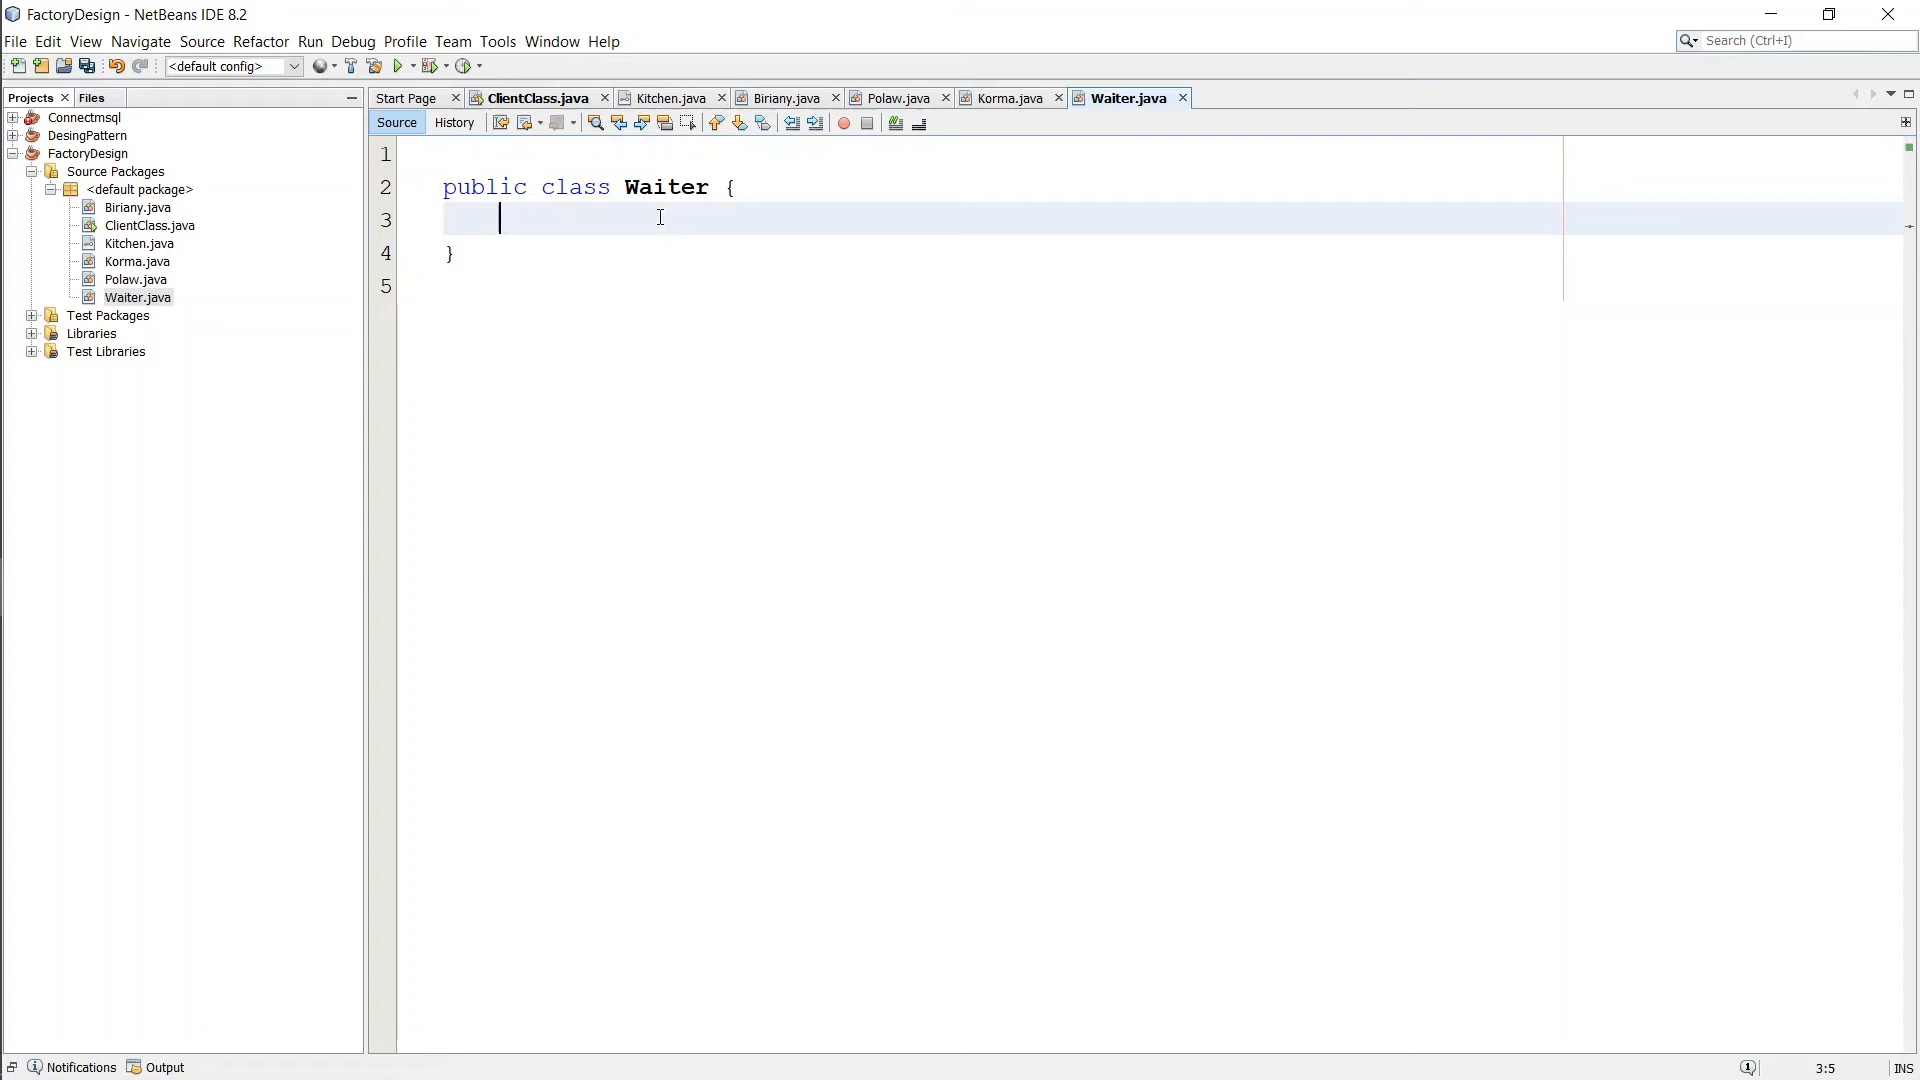 FactoryDesign - NetBeans IDE 8.2
File Edit View Navigate Source Refactor Run Debug Profile Team Tools Window Help
Search (Ctrl+I)
<default config>
Projects Files
Start Page ClientClass.java Kitchen.java Biriany.java Polaw.java Korma.java Waiter.java
Source History
Connectmsql
DesingPattern
FactoryDesign
Source Packages
<default package>
Biriany.java
ClientClass.java
Kitchen.java
Korma.java
Polaw.java
Waiter.java
Test Packages
Libraries
Test Libraries
1
2 public class Waiter {
3
4 }
5
Notifications Output
3:5 INS